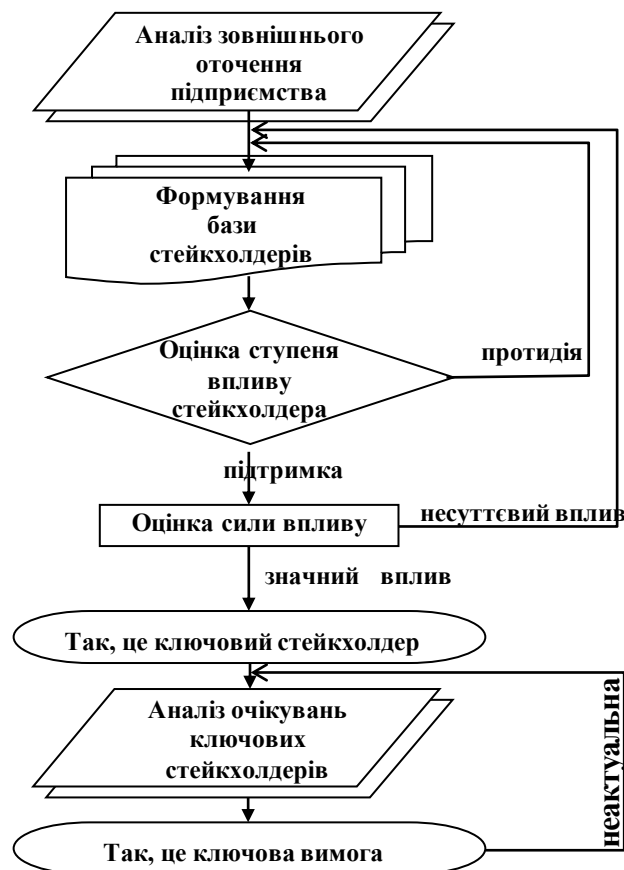 Аналіз зовнішнього
оточення
підприємства
Формування
бази
стейкхолдерів
Оцінка ступеня
впливу
стейкхолдера
протидія
підтримка
Оцінка сили впливу
несуттєвий вплив
значний вплив
Так, це ключовий стейкхолдер
Аналіз очікувань
ключових
стейкхолдерів
неактуальна
Так, це ключова вимога